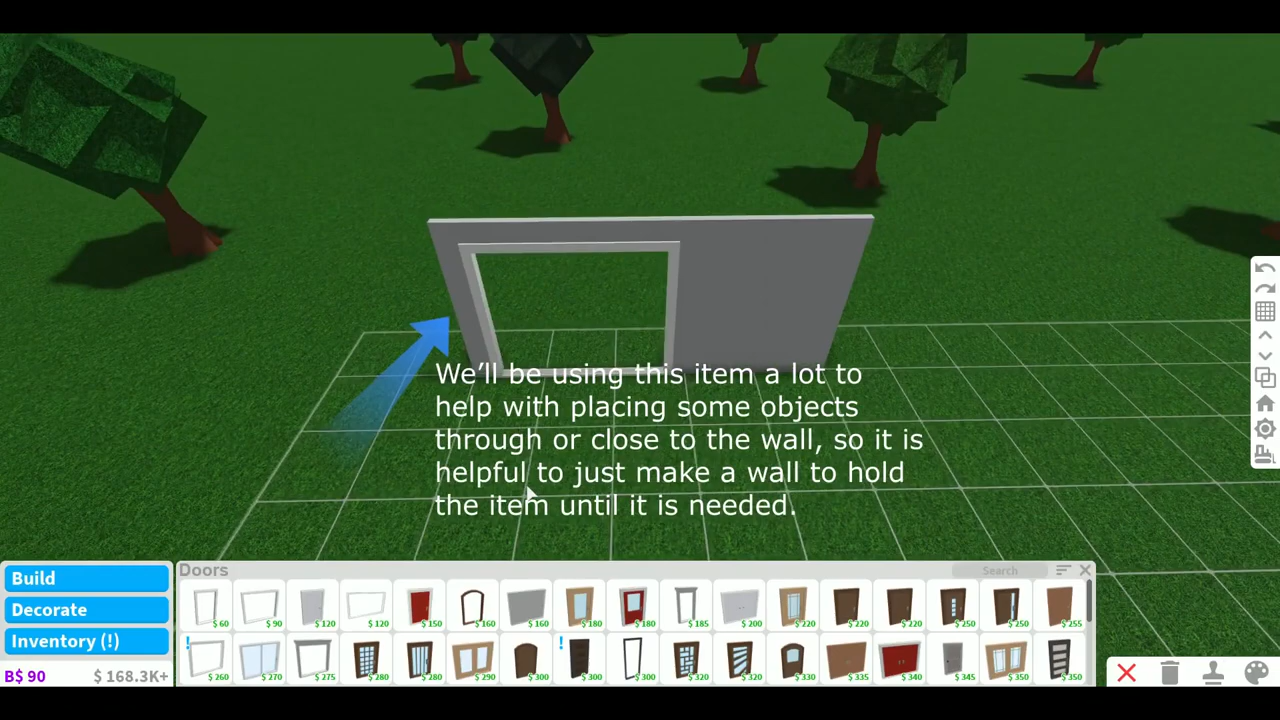 We'll be using this item a lot to
help with placing some objects
through or close to the wall, so it is
helpful to just make a wall to hold
the item until it is needed.
Build
Decorate
Inventory (!)
B$ 90
$ 168.3K+
Doors
Search
$ 60 $ 90 $ 120 $ 120 $ 150 $ 160 $ 160 $ 180 $ 180 $ 185 $ 200 $ 220 $ 220 $ 220 $ 250 $ 250 $ 255
! $ 260 $ 270 $ 275 $ 280 $ 280 $ 290 $ 300 ! $ 300 $ 300 $ 320 $ 320 $ 330 $ 335 $ 340 $ 345 $ 350 $ 350